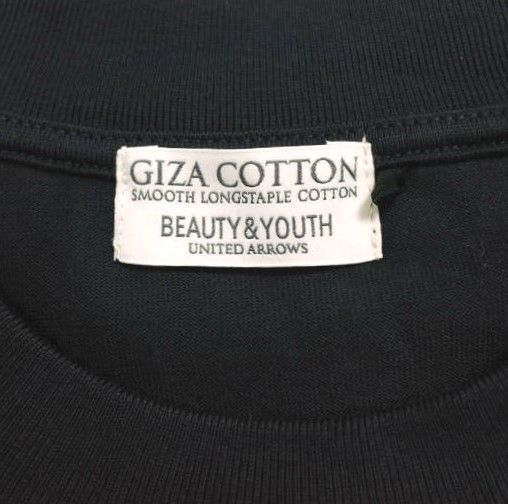 GIZA COTTON
SMOOTH LONGSTAPLE COTTON
BEAUTY&YOUTH
UNITED ARROWS